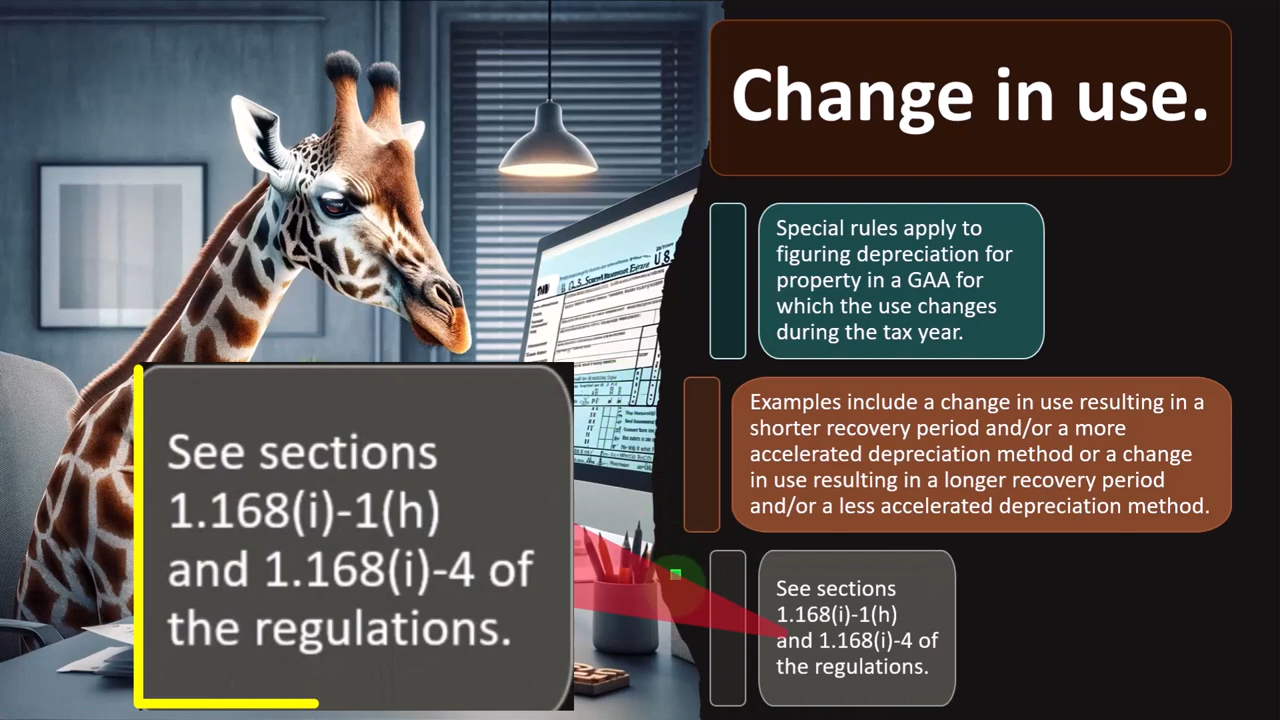 Change in use.
Special rules apply to
figuring depreciation for
property in a GAA for
which the use changes
during the tax year.
Examples include a change in use resulting in a
shorter recovery period and/or a more
accelerated depreciation method or a change
in use resulting in a longer recovery period
and/or a less accelerated depreciation method.
See sections
1.168(i)-1(h)
and 1.168(i)-4 of
the regulations.
See sections
1.168(i)-1(h)
and 1.168(i)-4 of
the regulations.